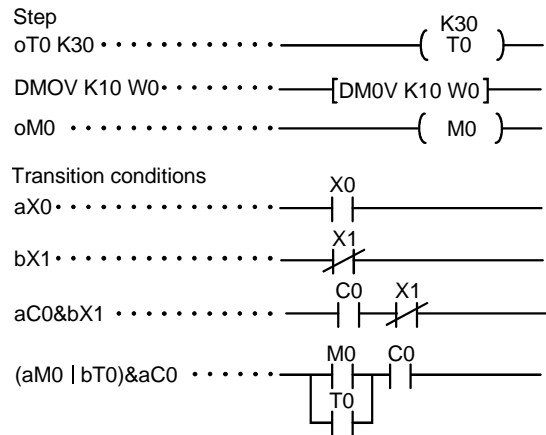 Step
K30
oT0 K30 T0
DMOV K10 W0 DM0V K10 W0
oM0 M0
Transition conditions
X0
aX0
X1
bX1
C0 X1
aC0&bX1
M0 C0
(aM0 | bT0)&aC0
T0